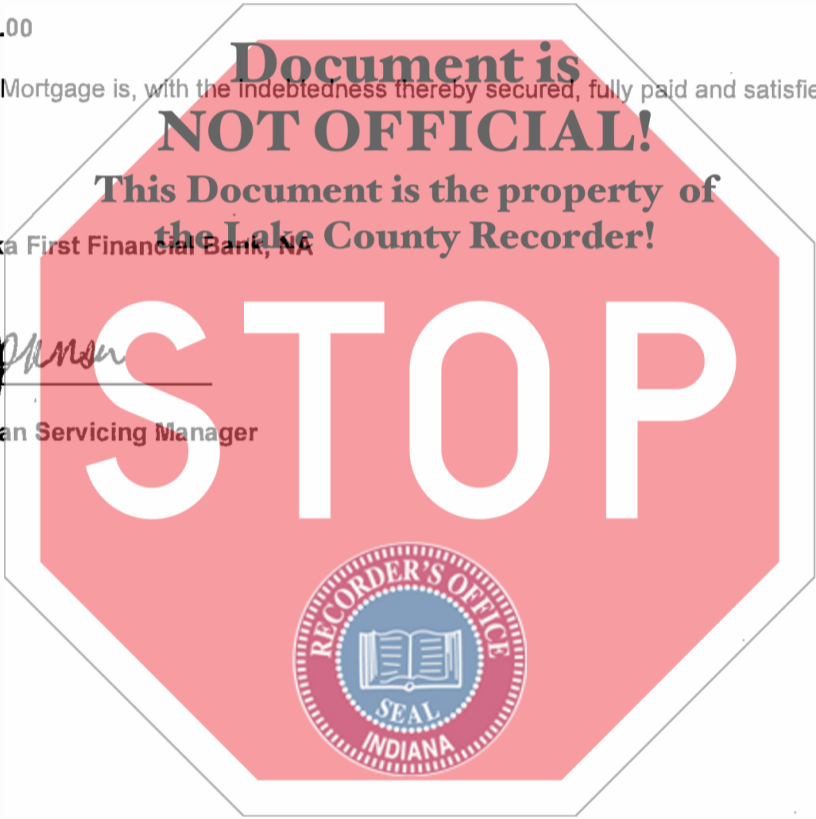 .00
Document is
Mortgage is, with the Indebtedness thereby secured, fully paid and satisfie
NOT OFFICIAL!
This Document is the property of
the Lake County Recorder!
ka First Financial Bank, NA
STOP
an Servicing Manager
RECORDER'S OFFICE
SEAL
INDIANA